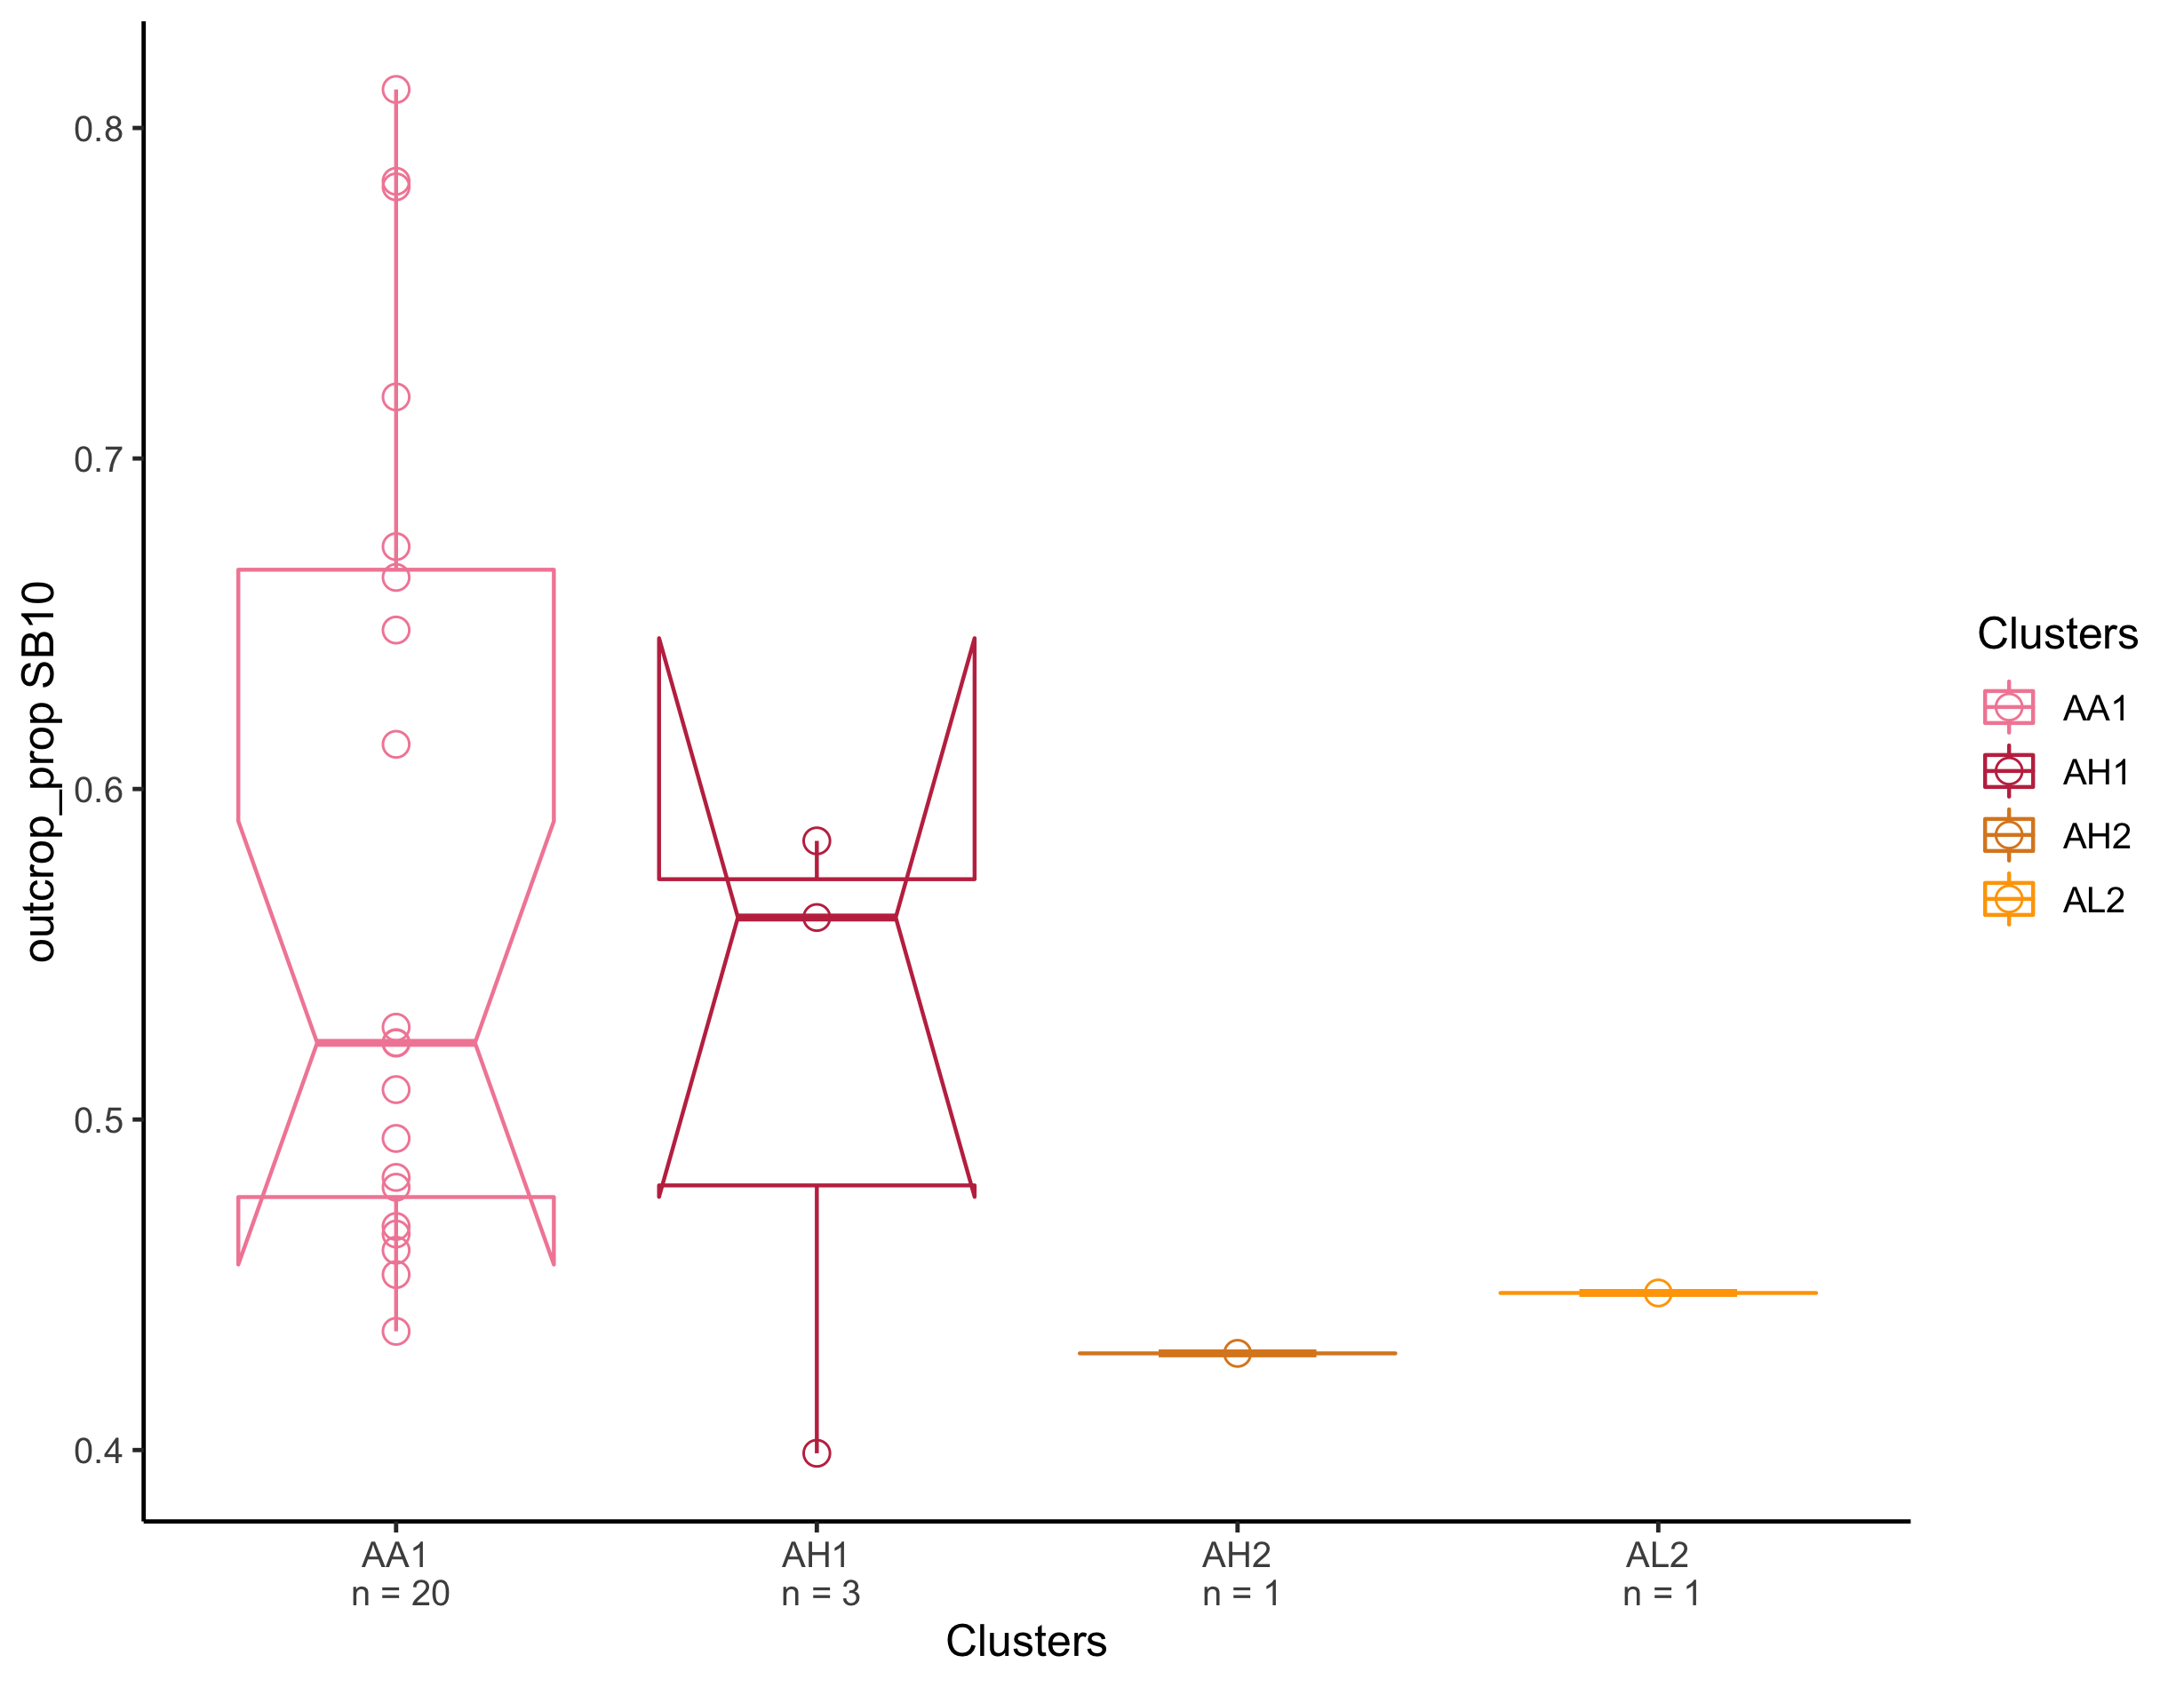 outcrop_prop SB10
0.8
0.7
0.6
0.5
0.4
AA1
n = 20
AH1
n = 3
AH2
n = 1
AL2
n = 1
Clusters
Clusters
AA1
AH1
AH2
AL2